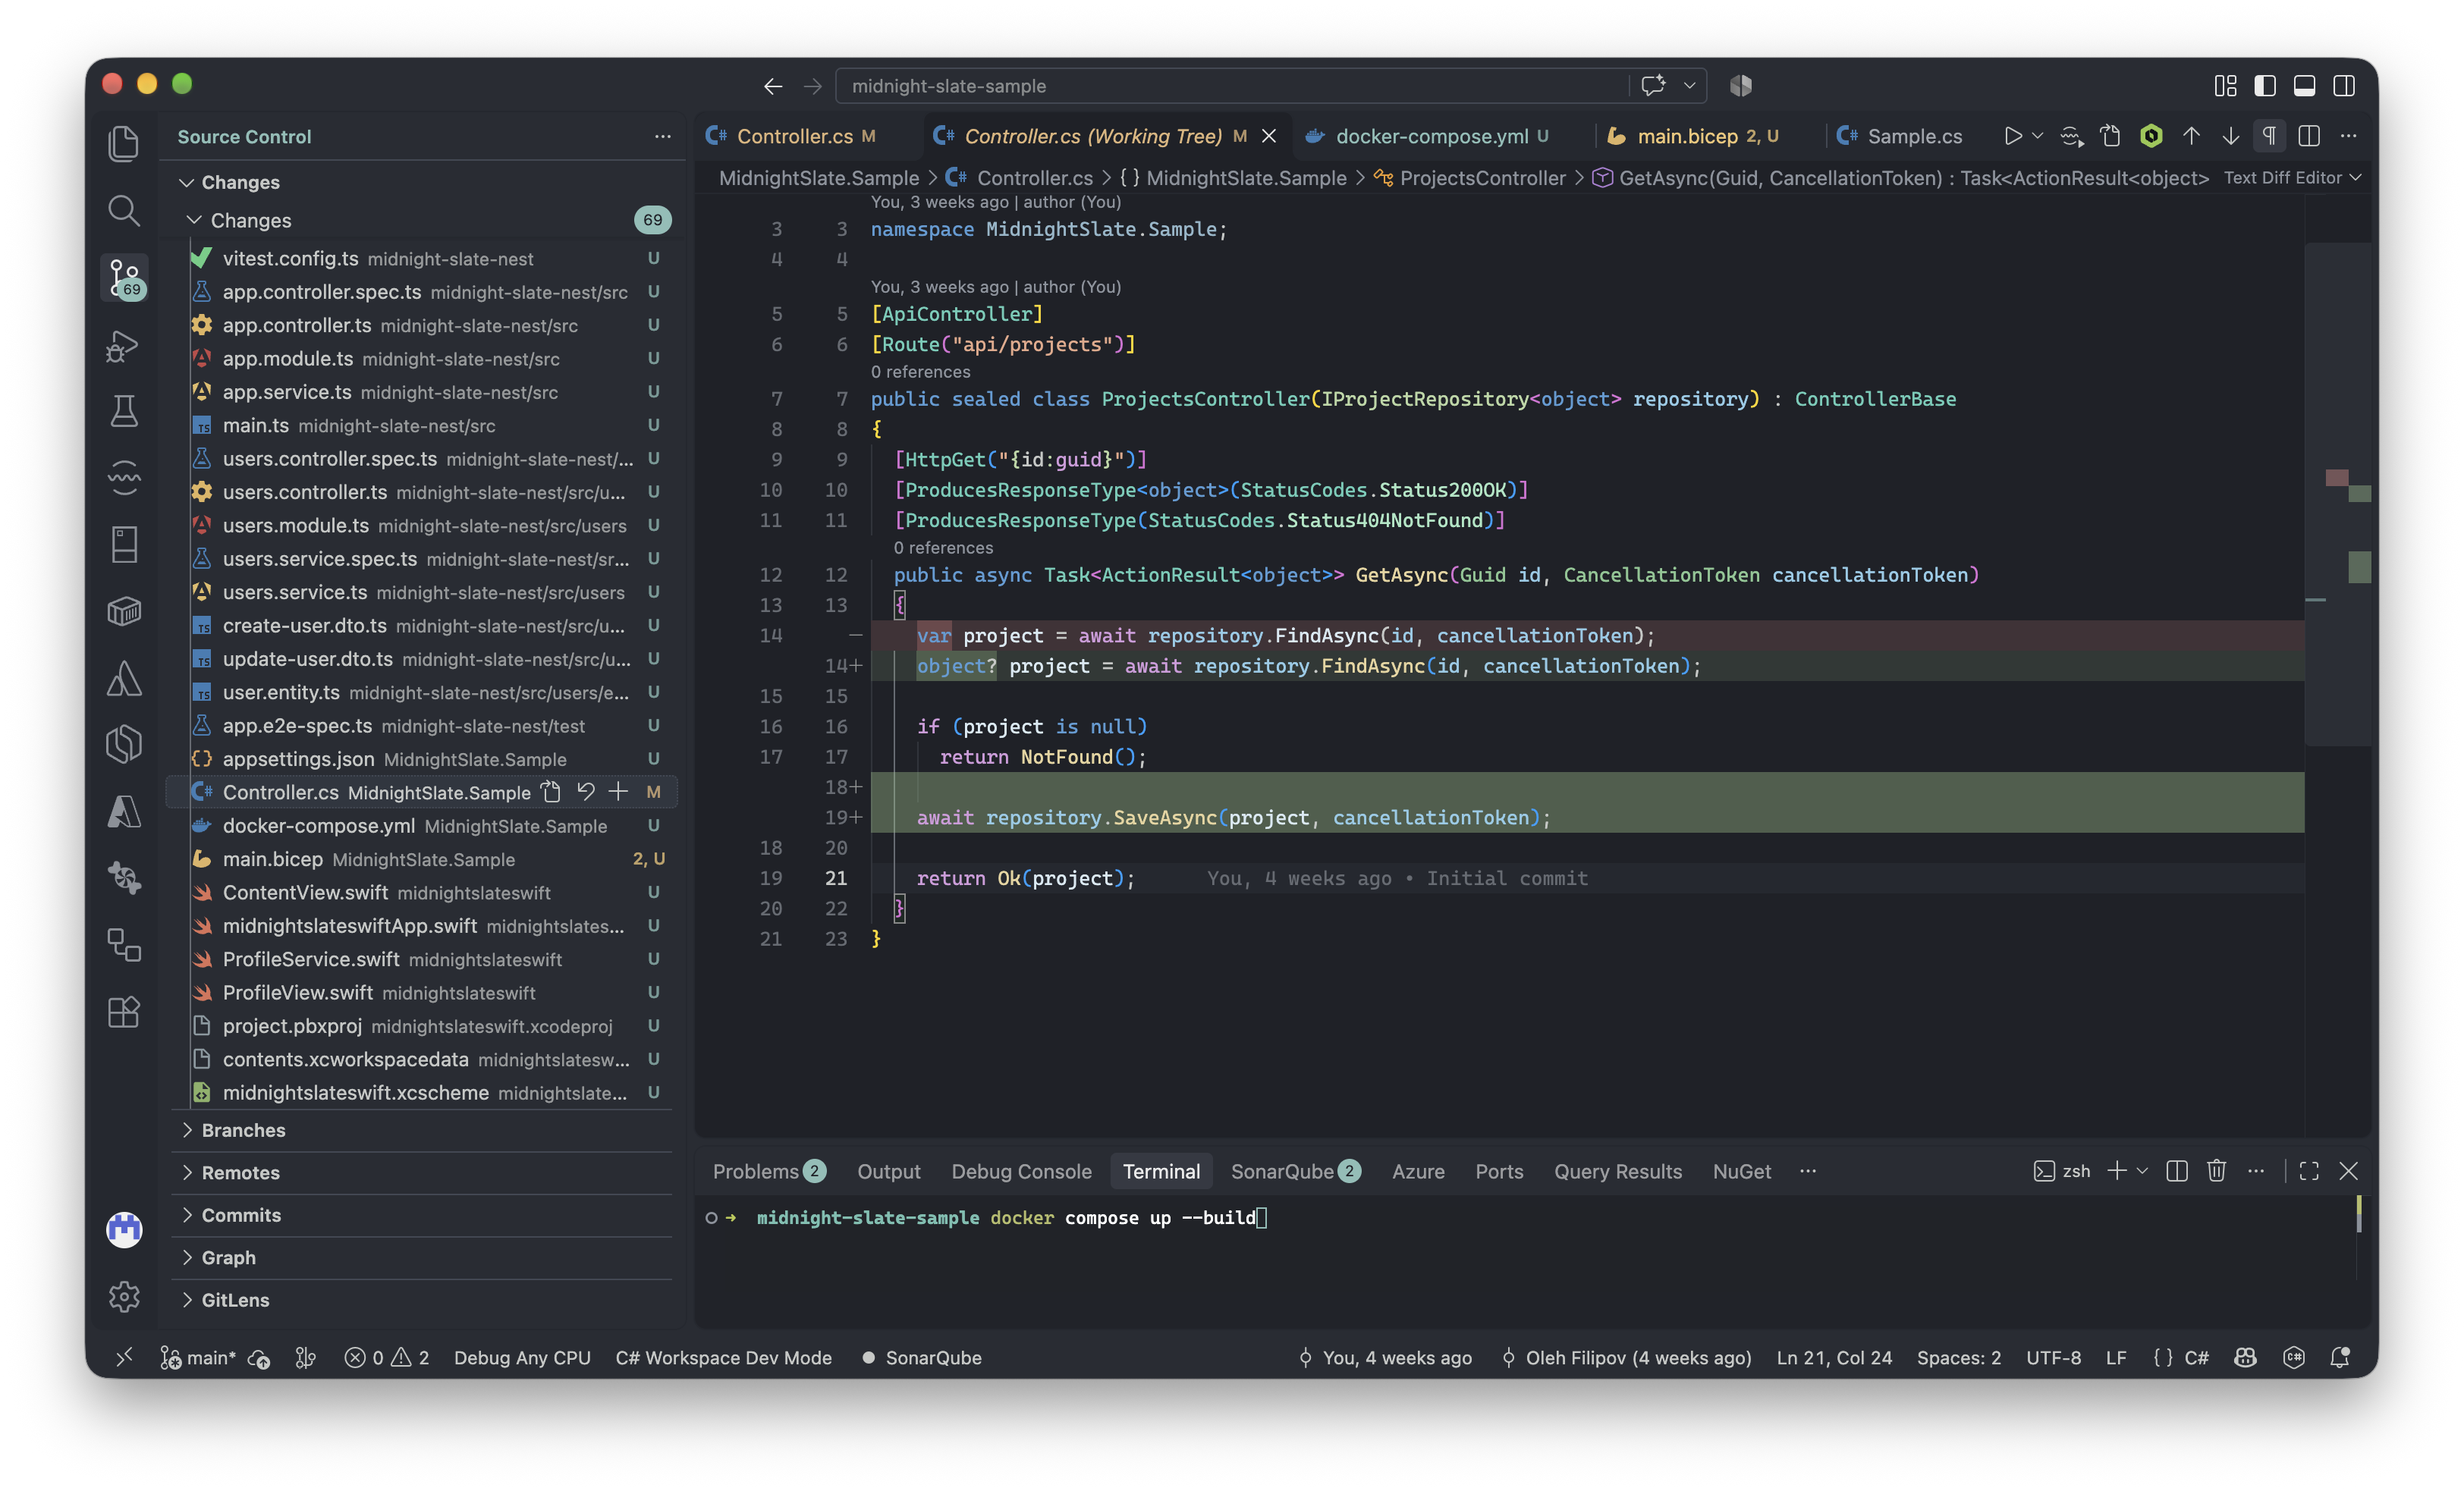 midnight-slate-sample
Source Control
Controller.cs M
Controller.cs (Working Tree) M
docker-compose.yml U
main.bicep 2, U
Sample.cs
MidnightSlate.Sample > Controller.cs > {} MidnightSlate.Sample > ProjectsController > GetAsync(Guid, CancellationToken) : Task<ActionResult<object>
Text Diff Editor
Changes
Changes 69
vitest.config.ts midnight-slate-nest U
app.controller.spec.ts midnight-slate-nest/src U
69
app.controller.ts midnight-slate-nest/src U
app.module.ts midnight-slate-nest/src U
app.service.ts midnight-slate-nest/src U
main.ts midnight-slate-nest/src U
users.controller.spec.ts midnight-slate-nest/... U
users.controller.ts midnight-slate-nest/src/u... U
users.module.ts midnight-slate-nest/src/users U
users.service.spec.ts midnight-slate-nest/sr... U
users.service.ts midnight-slate-nest/src/users U
create-user.dto.ts midnight-slate-nest/src/u... U
update-user.dto.ts midnight-slate-nest/src/u... U
user.entity.ts midnight-slate-nest/src/users/e... U
app.e2e-spec.ts midnight-slate-nest/test U
appsettings.json MidnightSlate.Sample U
Controller.cs MidnightSlate.Sample M
docker-compose.yml MidnightSlate.Sample U
main.bicep MidnightSlate.Sample 2, U
ContentView.swift midnightslateswift U
midnightslateswiftApp.swift midnightslates... U
ProfileService.swift midnightslateswift U
ProfileView.swift midnightslateswift U
project.pbxproj midnightslateswift.xcodeproj U
contents.xcworkspacedata midnightslatesw... U
midnightslateswift.xcscheme midnightslate... U
Branches
Remotes
Commits
Graph
GitLens
You, 3 weeks ago | author (You)
3 3 namespace MidnightSlate.Sample;
4 4
You, 3 weeks ago | author (You)
5 5 [ApiController]
6 6 [Route("api/projects")]
0 references
7 7 public sealed class ProjectsController(IProjectRepository<object> repository) : ControllerBase
8 8 {
9 9 [HttpGet("{id:guid}")]
10 10 [ProducesResponseType<object>(StatusCodes.Status200OK)]
11 11 [ProducesResponseType(StatusCodes.Status404NotFound)]
0 references
12 12 public async Task<ActionResult<object>> GetAsync(Guid id, CancellationToken cancellationToken)
13 13 {
14 — var project = await repository.FindAsync(id, cancellationToken);
14+ object? project = await repository.FindAsync(id, cancellationToken);
15 15
16 16 if (project is null)
17 17 return NotFound();
18+
19+ await repository.SaveAsync(project, cancellationToken);
18 20
19 21 return Ok(project); You, 4 weeks ago • Initial commit
20 22 }
21 23 }
Problems 2 Output Debug Console Terminal SonarQube 2 Azure Ports Query Results NuGet ··· zsh
midnight-slate-sample docker compose up --build
main* 0 2 Debug Any CPU C# Workspace Dev Mode SonarQube You, 4 weeks ago Oleh Filipov (4 weeks ago) Ln 21, Col 24 Spaces: 2 UTF-8 LF {} C#